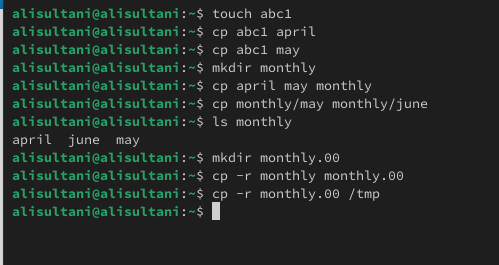 alisultani@alisultani:~$ touch abc1
alisultani@alisultani:~$ cp abc1 april
alisultani@alisultani:~$ cp abc1 may
alisultani@alisultani:~$ mkdir monthly
alisultani@alisultani:~$ cp april may monthly
alisultani@alisultani:~$ cp monthly/may monthly/june
alisultani@alisultani:~$ ls monthly
april  june  may
alisultani@alisultani:~$ mkdir monthly.00
alisultani@alisultani:~$ cp -r monthly monthly.00
alisultani@alisultani:~$ cp -r monthly.00 /tmp
alisultani@alisultani:~$